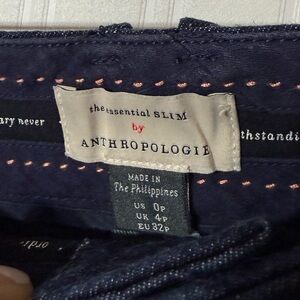 the essential SLIM
by
ANTHROPOLOGIE
ary never
thstandi
MADE IN
The Philippines
US 0P
UK 4P
EU 32P